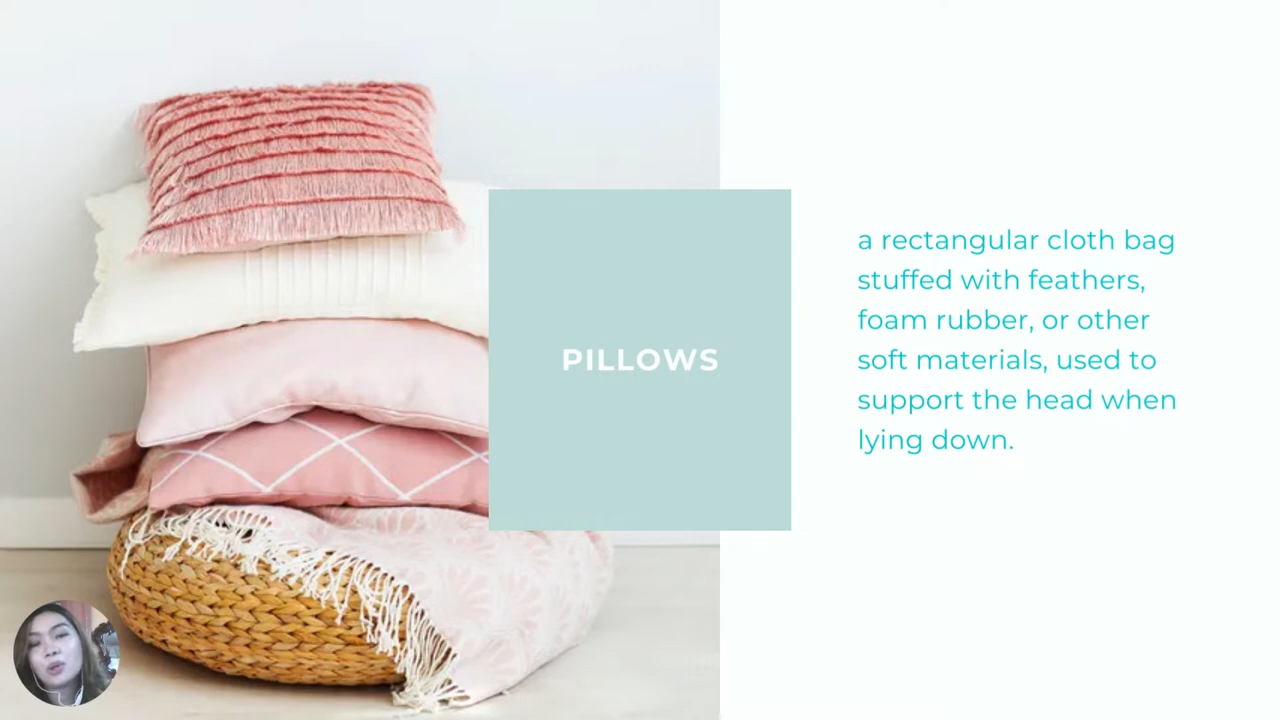 PILLOWS
a rectangular cloth bag
stuffed with feathers,
foam rubber, or other
soft materials, used to
support the head when
lying down.